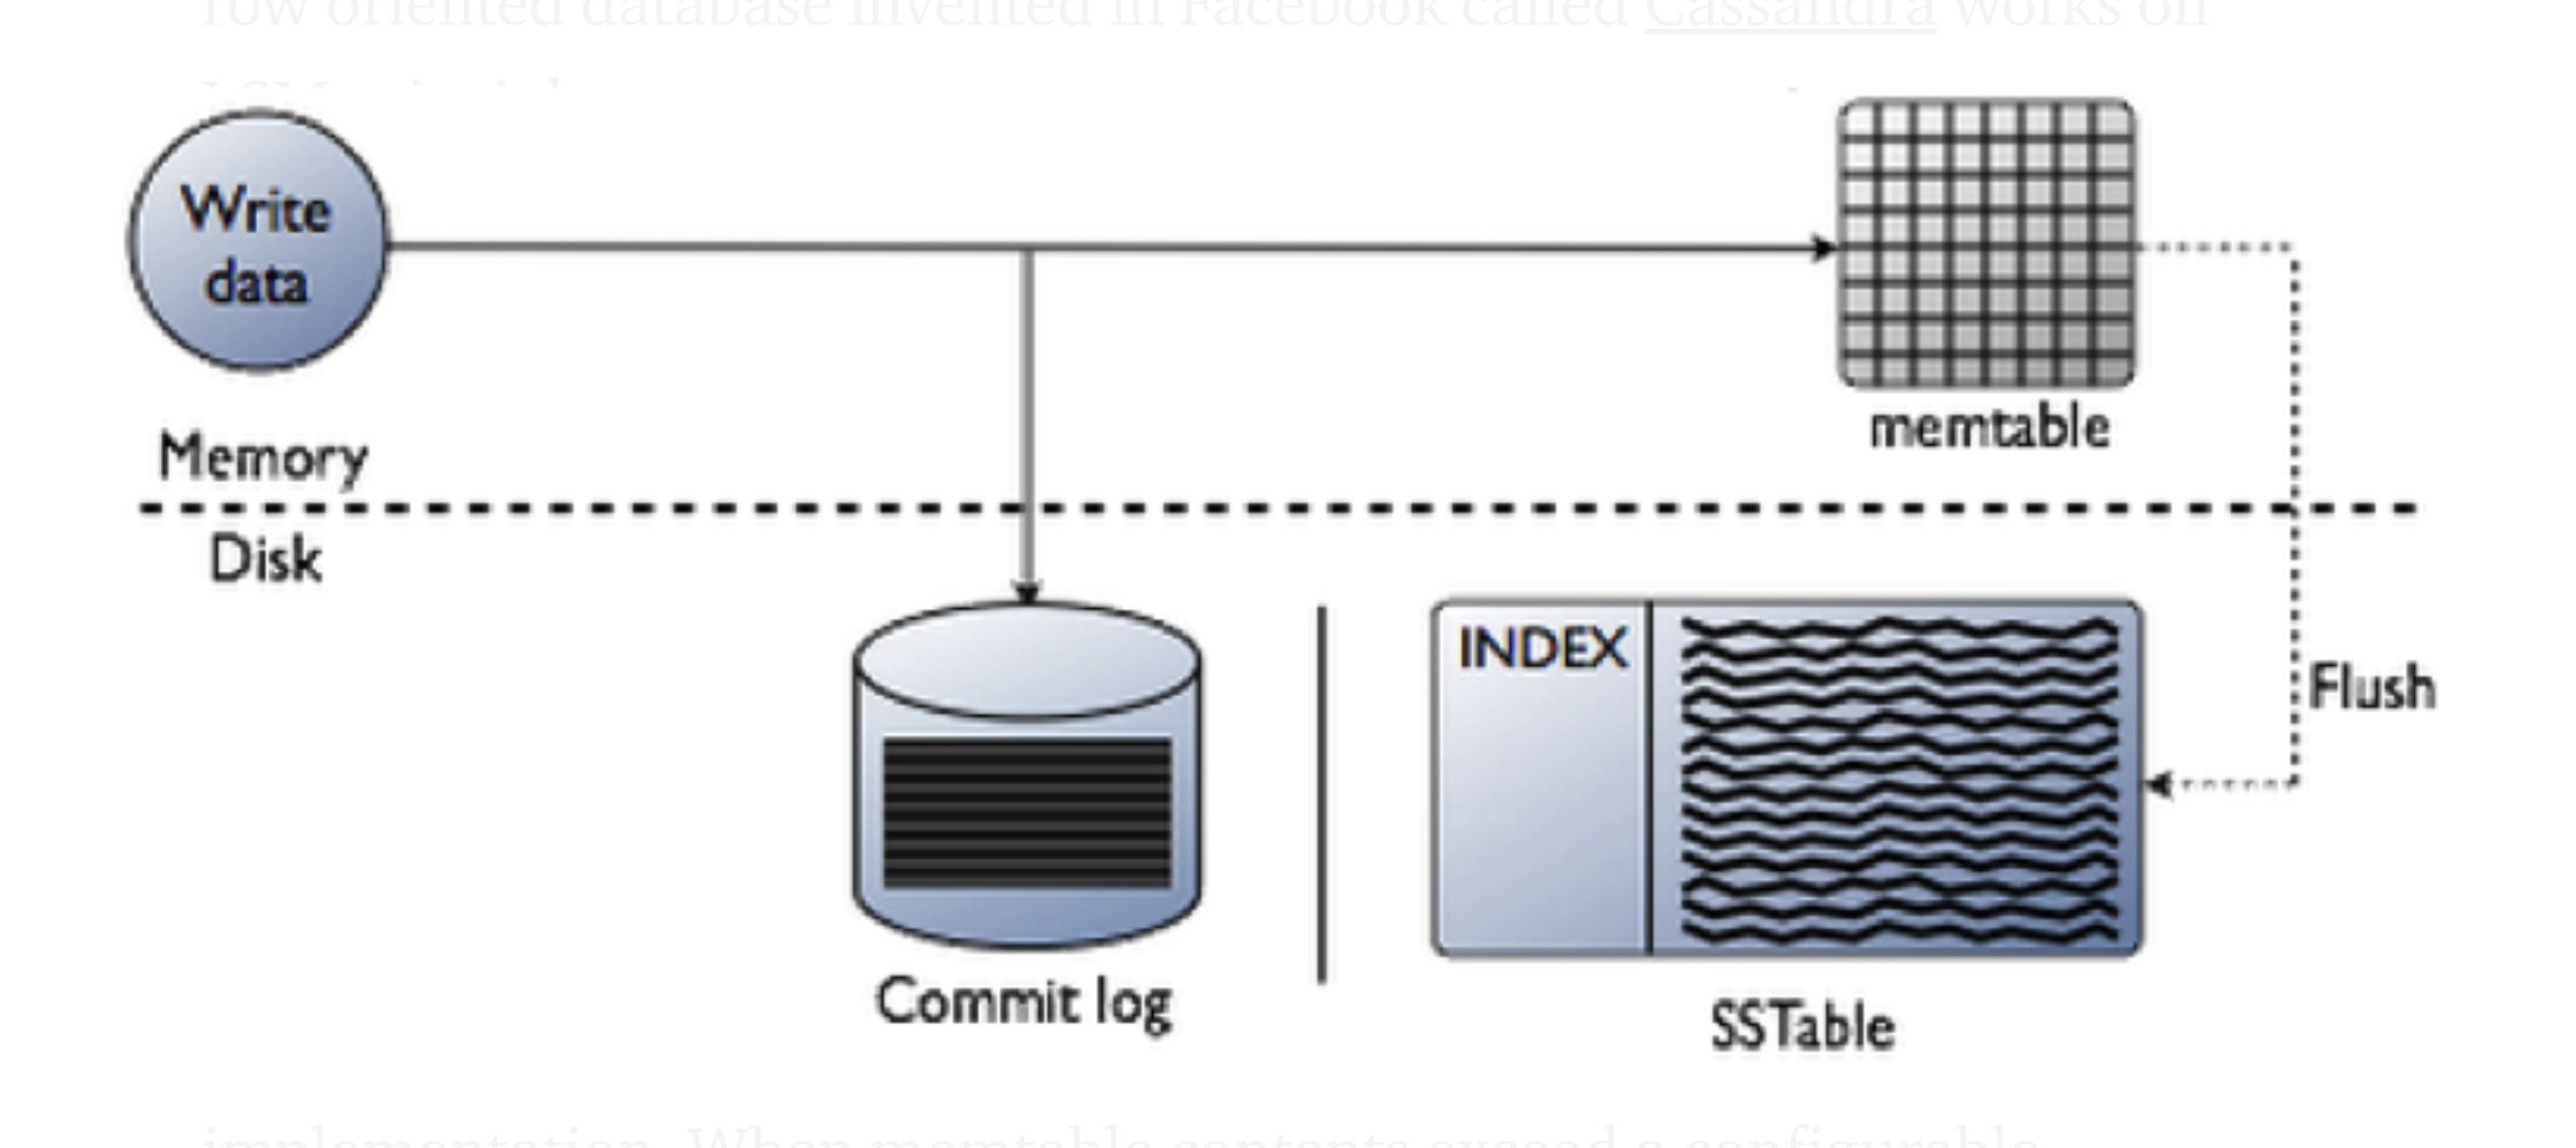 row oriented database invented in Facebook called Cassandra works on
Write
data
memtable
Memory
Disk
INDEX
Flush
Commit log
SSTable
implementation. When memtable contents exceed a configurable